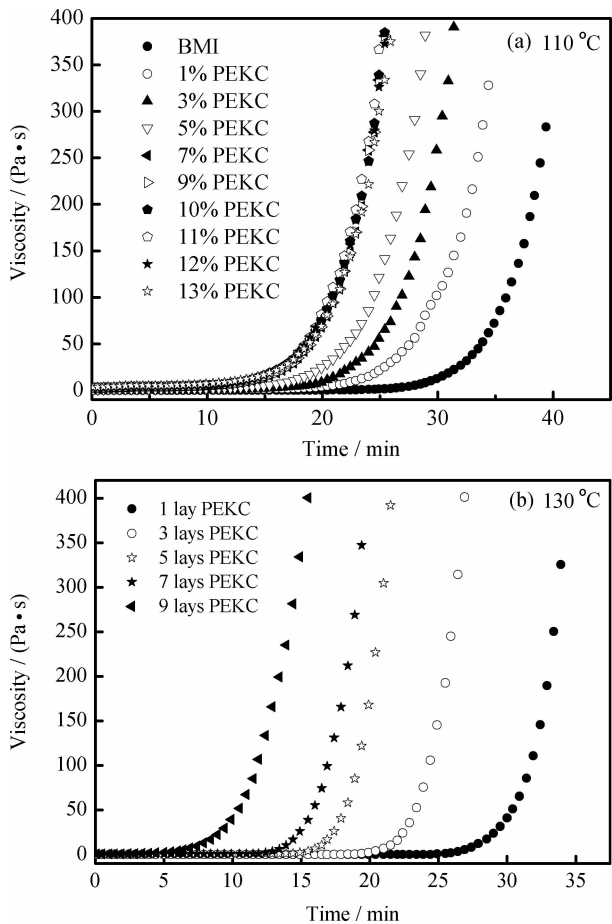 (a) 110 °C
400
350
300
250
200
150
100
50
0
Viscosity / (Pa • s)
BMI
1% PEKC
3% PEKC
5% PEKC
7% PEKC
9% PEKC
10% PEKC
11% PEKC
12% PEKC
13% PEKC
0 10 20 30 40
Time / min
(b) 130 °C
400
350
300
250
200
150
100
50
0
Viscosity / (Pa • s)
1 lay PEKC
3 lays PEKC
5 lays PEKC
7 lays PEKC
9 lays PEKC
0 5 10 15 20 25 30 35
Time / min